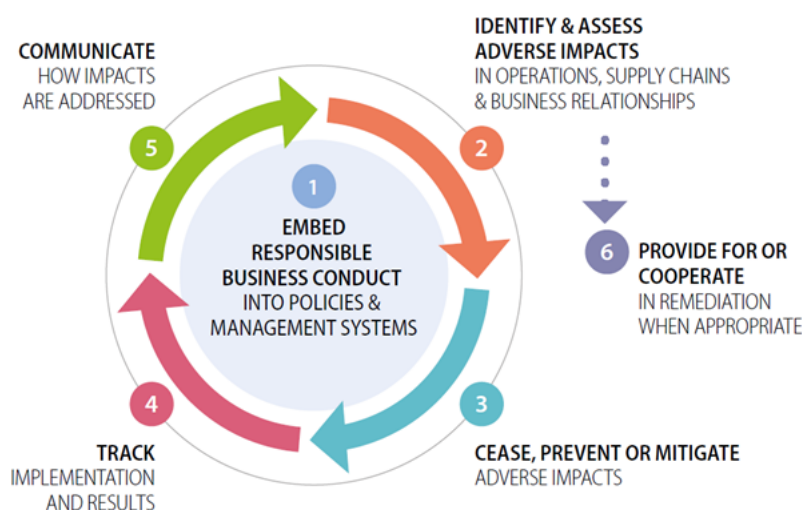 COMMUNICATE
HOW IMPACTS
ARE ADDRESSED
5
IDENTIFY & ASSESS
ADVERSE IMPACTS
IN OPERATIONS, SUPPLY CHAINS
& BUSINESS RELATIONSHIPS
2
1
EMBED
RESPONSIBLE
BUSINESS CONDUCT
INTO POLICIES &
MANAGEMENT SYSTEMS
6
PROVIDE FOR OR
COOPERATE
IN REMEDIATION
WHEN APPROPRIATE
4
TRACK
IMPLEMENTATION
AND RESULTS
3
CEASE, PREVENT OR MITIGATE
ADVERSE IMPACTS